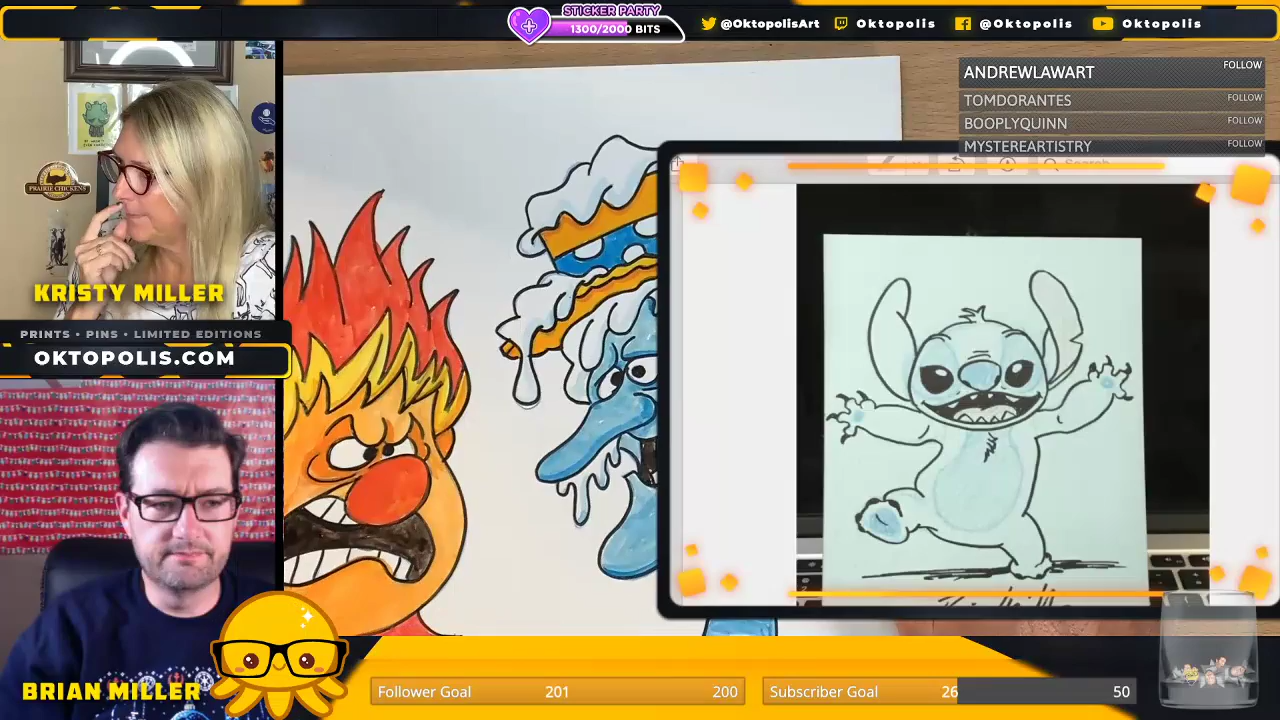 STICKER PARTY
1300/2000 BITS
@OktopolisArt
Oktopolis
@Oktopolis
Oktopolis
ANDREWLAWART FOLLOW
TOMDORANTES FOLLOW
BOOPLYQUINN FOLLOW
MYSTEREARTISTRY FOLLOW
Search
PRAIRIE CHICKENS
KRISTY MILLER
PRINTS • PINS • LIMITED EDITIONS
OKTOPOLIS.COM
BRIAN MILLER
Follower Goal 201 200
Subscriber Goal 26 50